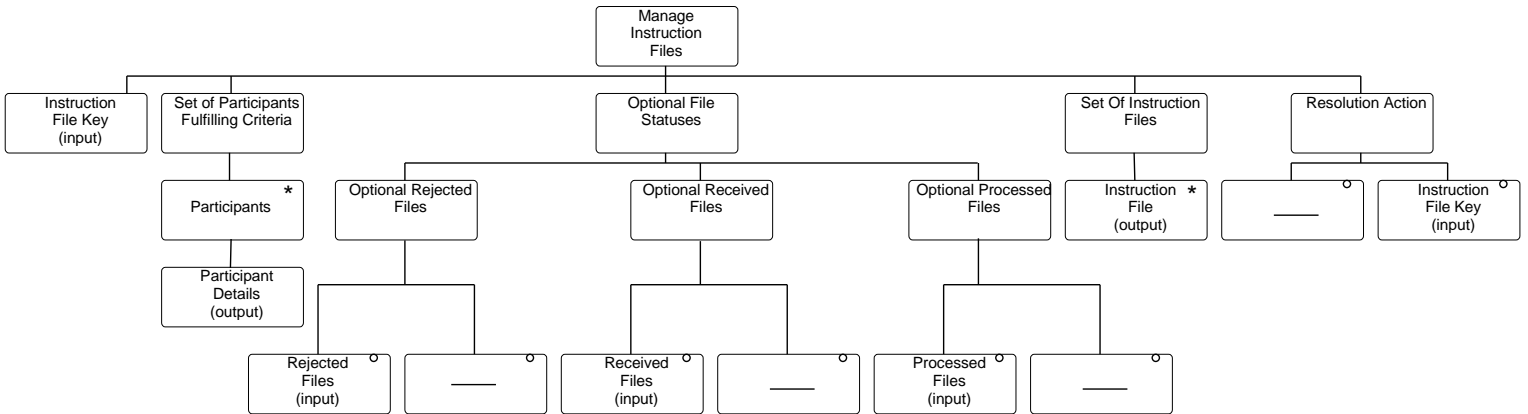 Manage
Instruction
Files
Instruction
File Key
(input)
Set of Participants
Fulfilling Criteria
Optional File
Statuses
Set Of Instruction
Files
Resolution Action
Participants *
Optional Rejected
Files
Optional Received
Files
Optional Processed
Files
Instruction *
File
(output)
Instruction
File Key
(input)
Participant
Details
(output)
Rejected
Files
(input)
Received
Files
(input)
Processed
Files
(input)